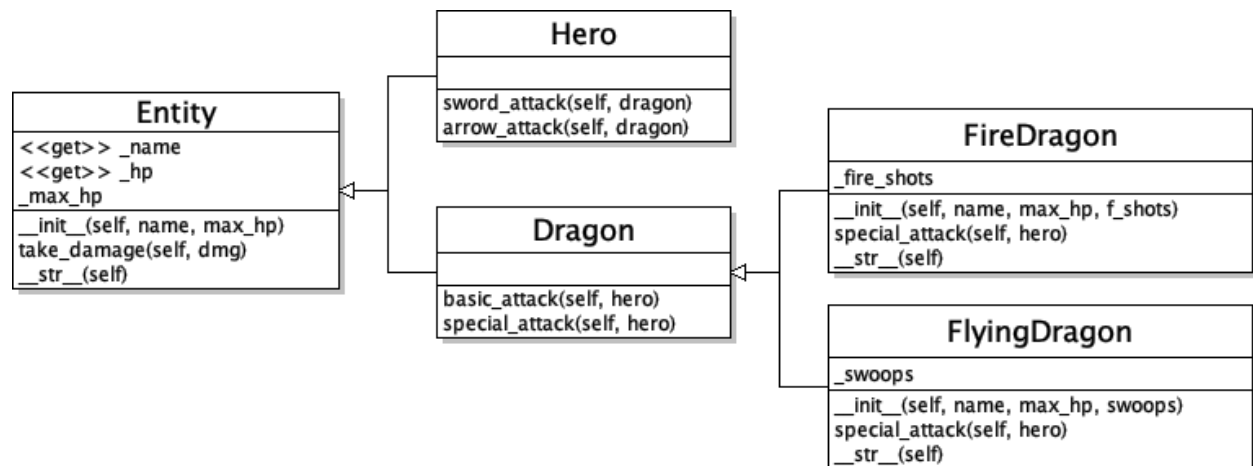 Entity
<<get>> _name
<<get>> _hp
_max_hp
__init__(self, name, max_hp)
take_damage(self, dmg)
__str__(self)
Hero
sword_attack(self, dragon)
arrow_attack(self, dragon)
Dragon
basic_attack(self, hero)
special_attack(self, hero)
FireDragon
_fire_shots
__init__(self, name, max_hp, f_shots)
special_attack(self, hero)
__str__(self)
FlyingDragon
_swoops
__init__(self, name, max_hp, swoops)
special_attack(self, hero)
__str__(self)